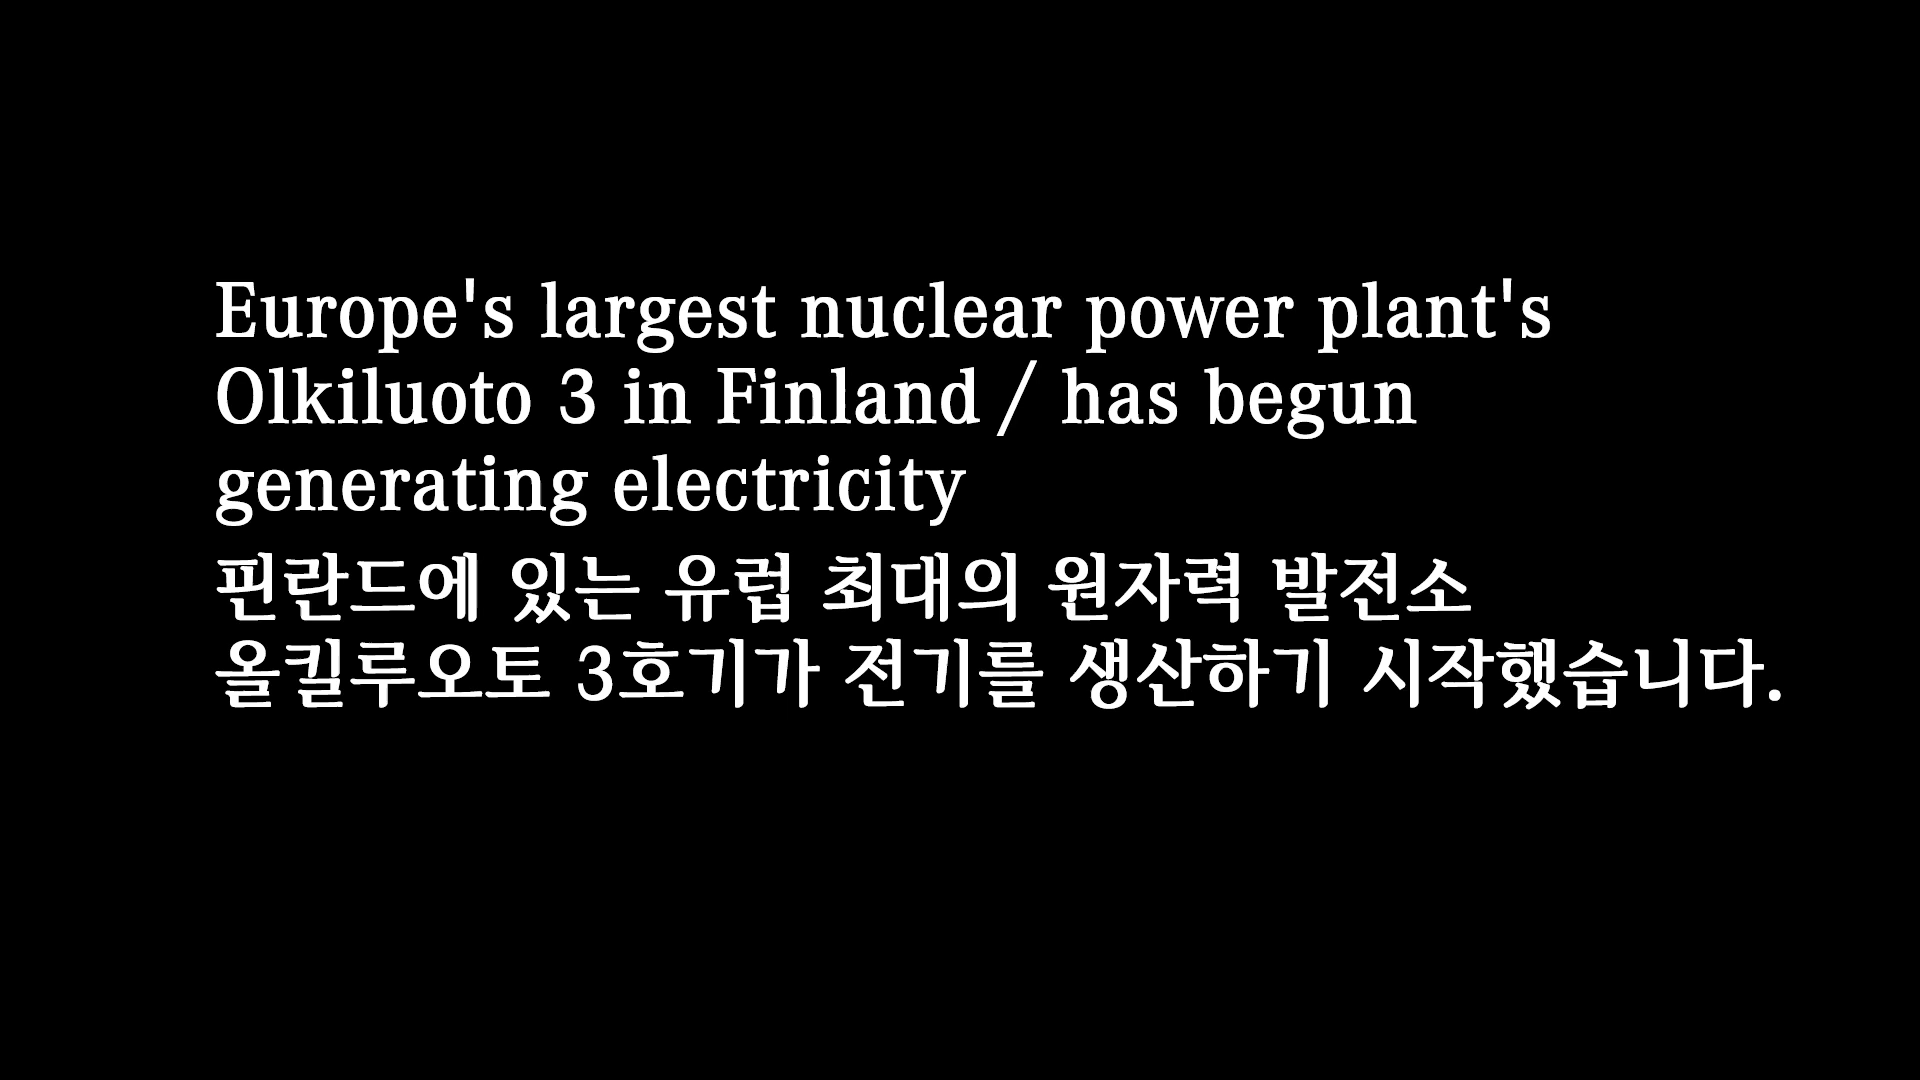 Europe's largest nuclear power plant's
Olkiluoto 3 in Finland / has begun
generating electricity
핀란드에 있는 유럽 최대의 원자력 발전소
올킬루오토 3호기가 전기를 생산하기 시작했습니다.